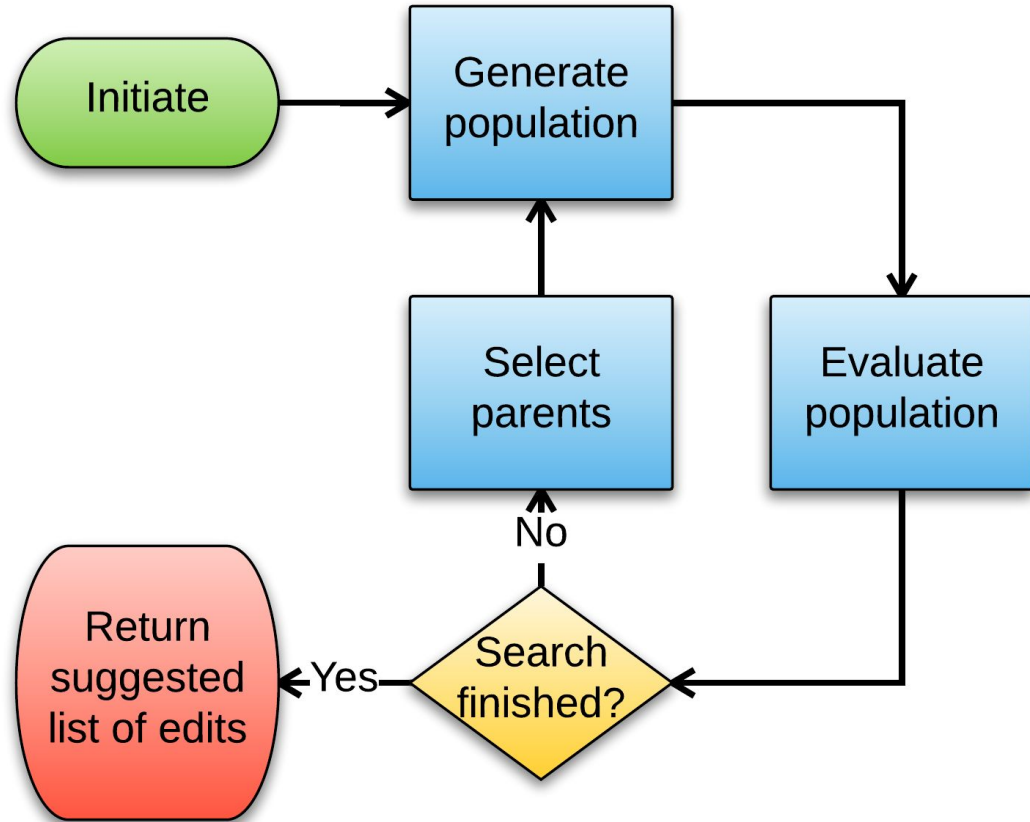 Initiate
Generate
population
Select
parents
Evaluate
population
No
Search
finished?
Yes
Return
suggested
list of edits